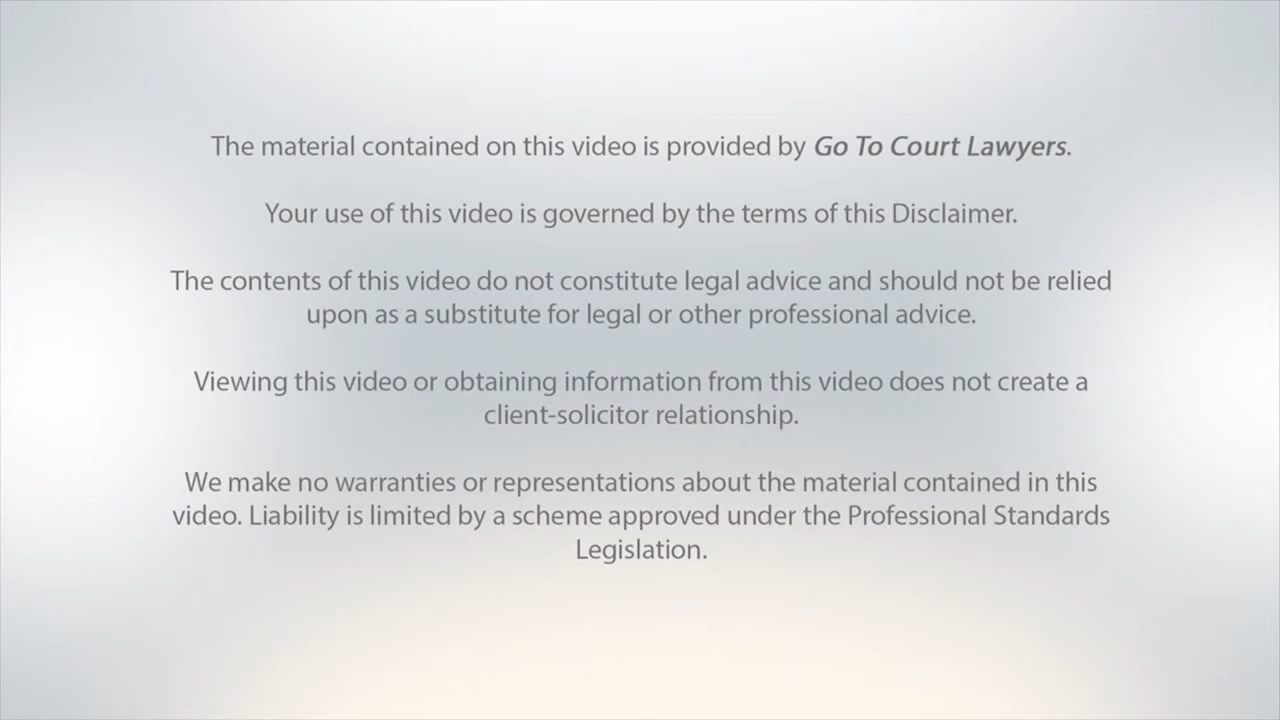 The material contained on this video is provided by Go To Court Lawyers.
Your use of this video is governed by the terms of this Disclaimer.
The contents of this video do not constitute legal advice and should not be relied
upon as a substitute for legal or other professional advice.
Viewing this video or obtaining information from this video does not create a
client-solicitor relationship.
We make no warranties or representations about the material contained in this
video. Liability is limited by a scheme approved under the Professional Standards
Legislation.